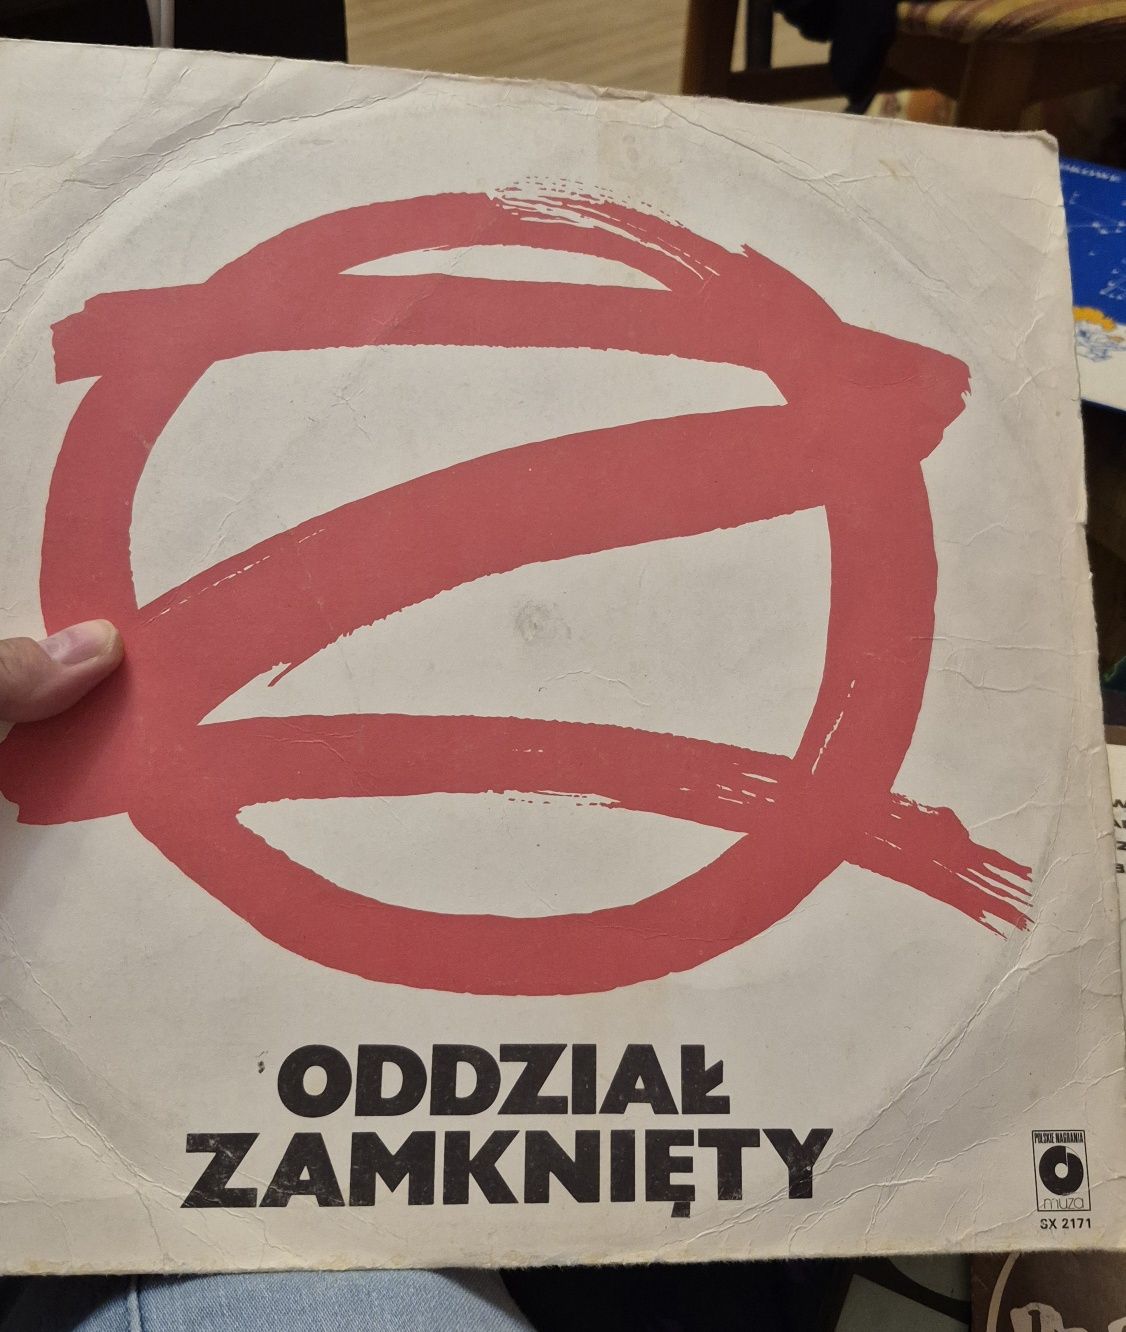 ODDZIAŁ
ZAMKNIĘTY
POLSKIE NAGRANIA
muza
SX 2171